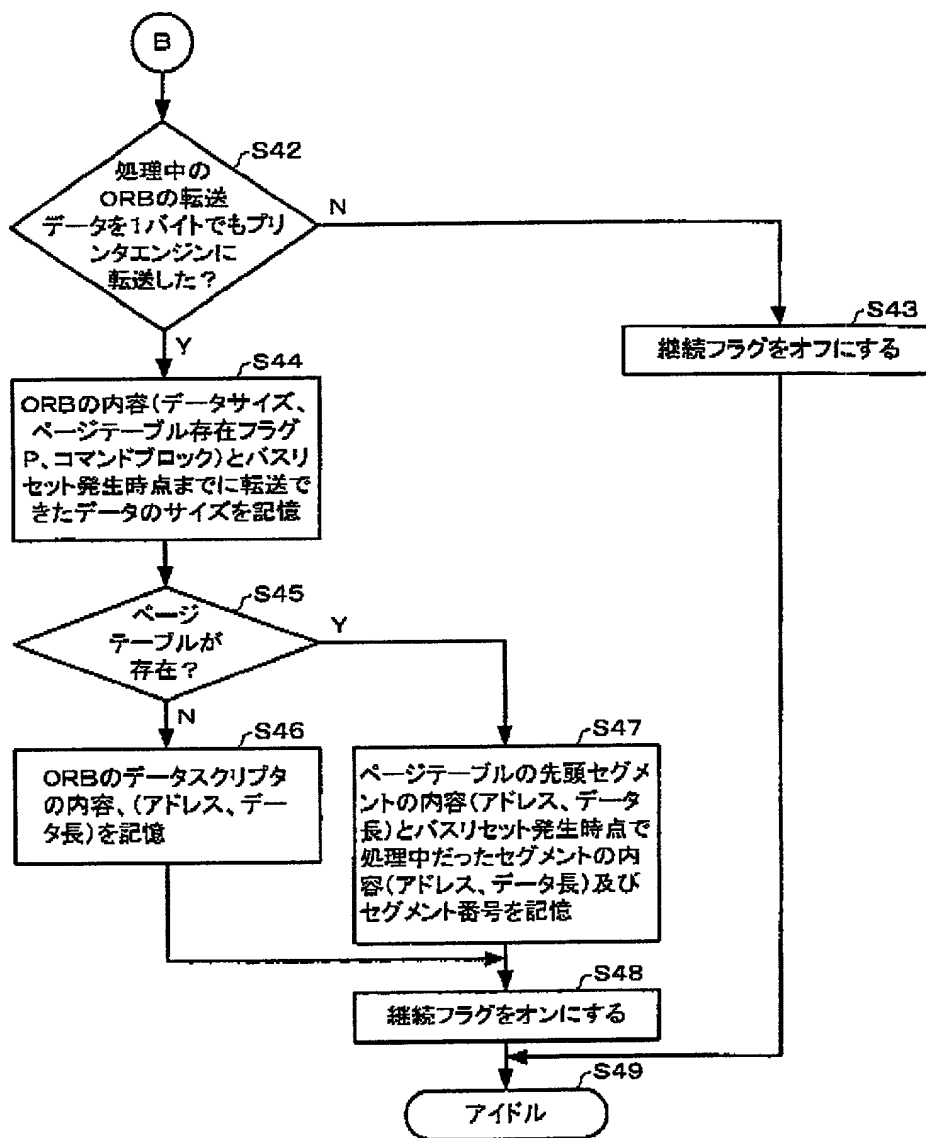 B
S42
処理中の
ORBの転送
データを1バイトでもプリ
ンタエンジンに
転送した?
N
Y
S43
継続フラグをオフにする
S44
ORBの内容(データサイズ、
ページテーブル存在フラグ
P、コマンドブロック)とバスリ
セット発生時点までに転送で
きたデータのサイズを記憶
S45
ページ
テーブルが
存在?
Y
N
S46
ORBのデータスクリプタ
の内容、(アドレス、デー
タ長)を記憶
S47
ページテーブルの先頭セグメ
ントの内容(アドレス、データ
長)とバスリセット発生時点で
処理中だったセグメントの内
容(アドレス、データ長)及び
セグメント番号を記憶
S48
継続フラグをオンにする
S49
アイドル